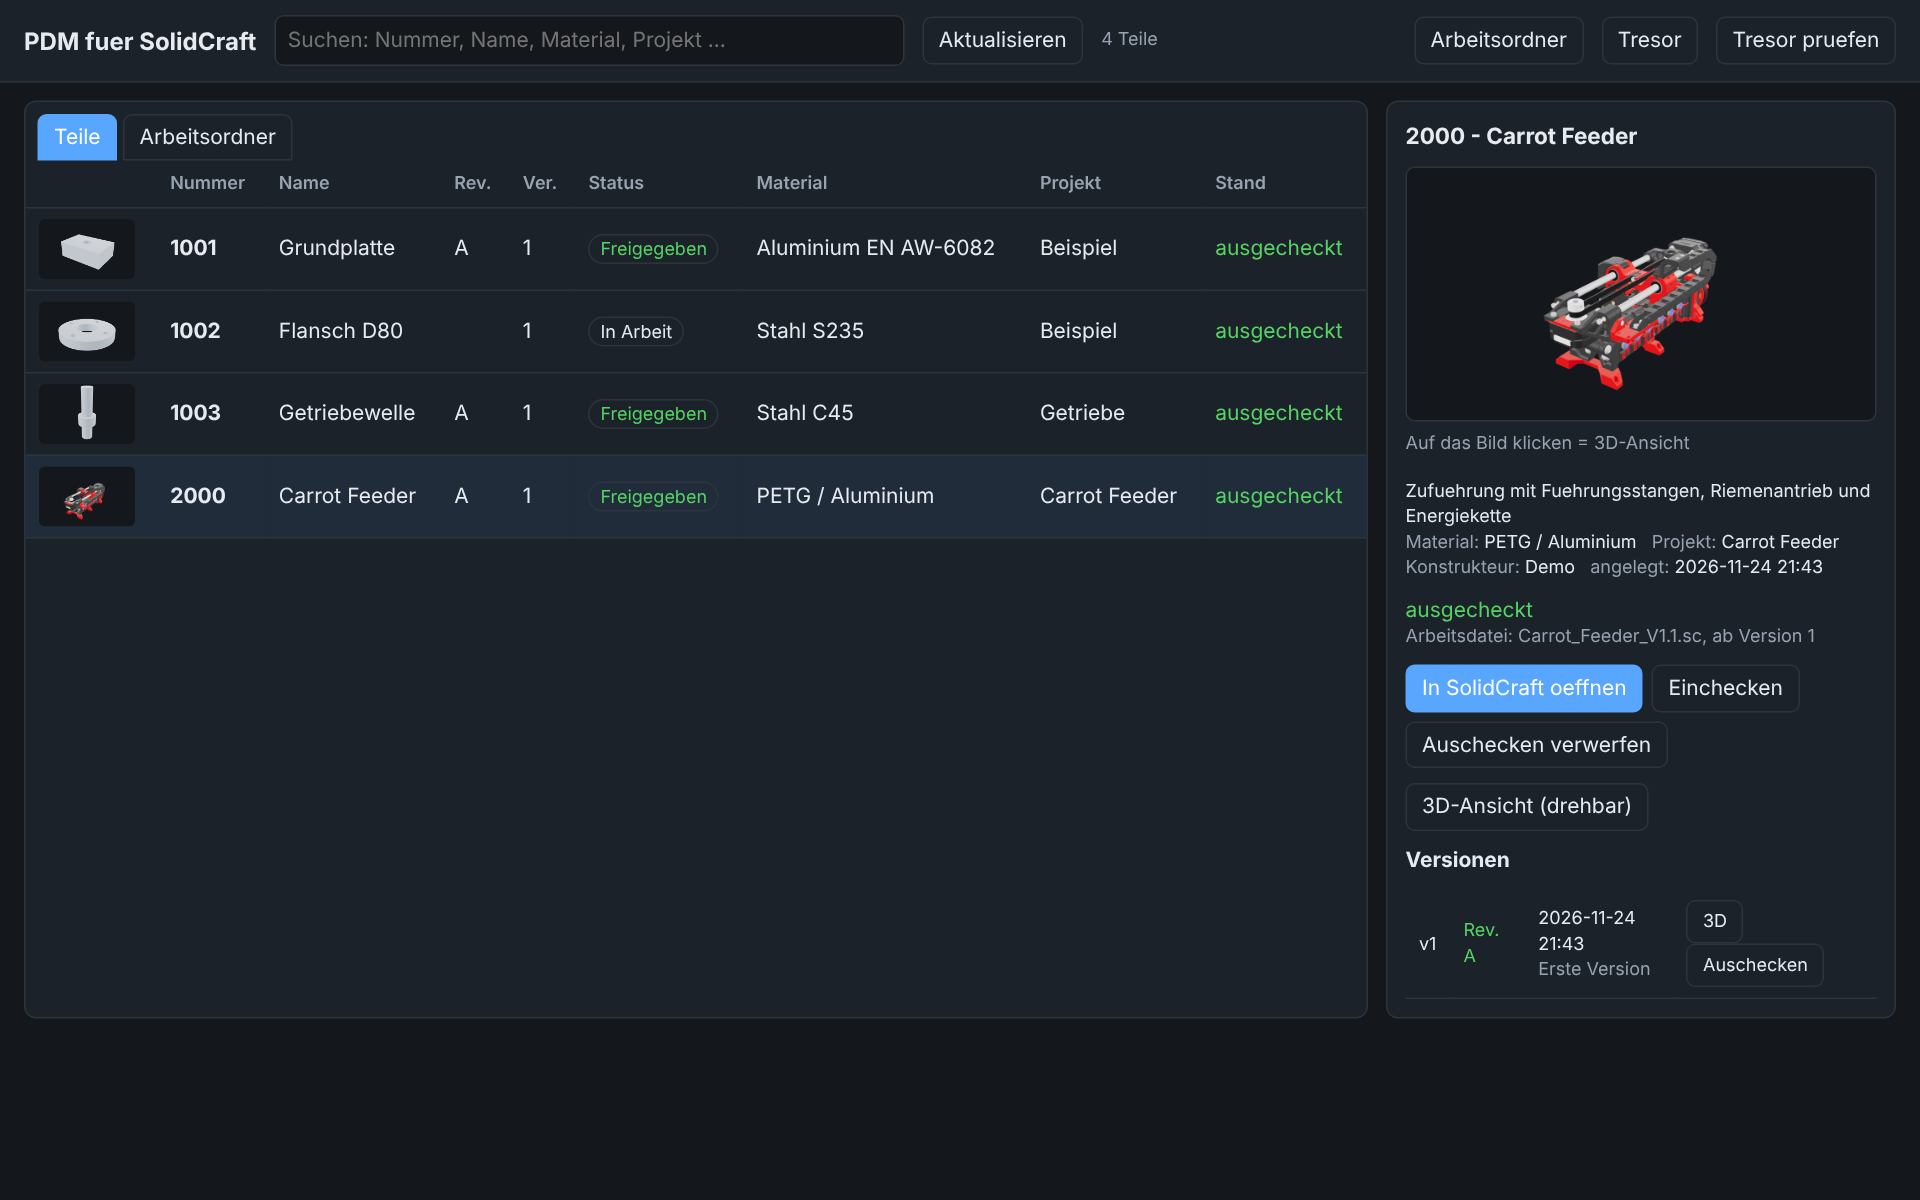 PDM fuer SolidCraft
Suchen: Nummer, Name, Material, Projekt ...
Aktualisieren
4 Teile
Arbeitsordner
Tresor
Tresor pruefen
Teile
Arbeitsordner
Nummer Name Rev. Ver. Status Material Projekt Stand
1001 Grundplatte A 1 Freigegeben Aluminium EN AW-6082 Beispiel ausgecheckt
1002 Flansch D80 1 In Arbeit Stahl S235 Beispiel ausgecheckt
1003 Getriebewelle A 1 Freigegeben Stahl C45 Getriebe ausgecheckt
2000 Carrot Feeder A 1 Freigegeben PETG / Aluminium Carrot Feeder ausgecheckt
2000 - Carrot Feeder
Auf das Bild klicken = 3D-Ansicht
Zufuehrung mit Fuehrungsstangen, Riemenantrieb und
Energiekette
Material: PETG / Aluminium Projekt: Carrot Feeder
Konstrukteur: Demo angelegt: 2026-11-24 21:43
ausgecheckt
Arbeitsdatei: Carrot_Feeder_V1.1.sc, ab Version 1
In SolidCraft oeffnen
Einchecken
Auschecken verwerfen
3D-Ansicht (drehbar)
Versionen
v1
Rev.
A
2026-11-24
21:43
Erste Version
3D
Auschecken